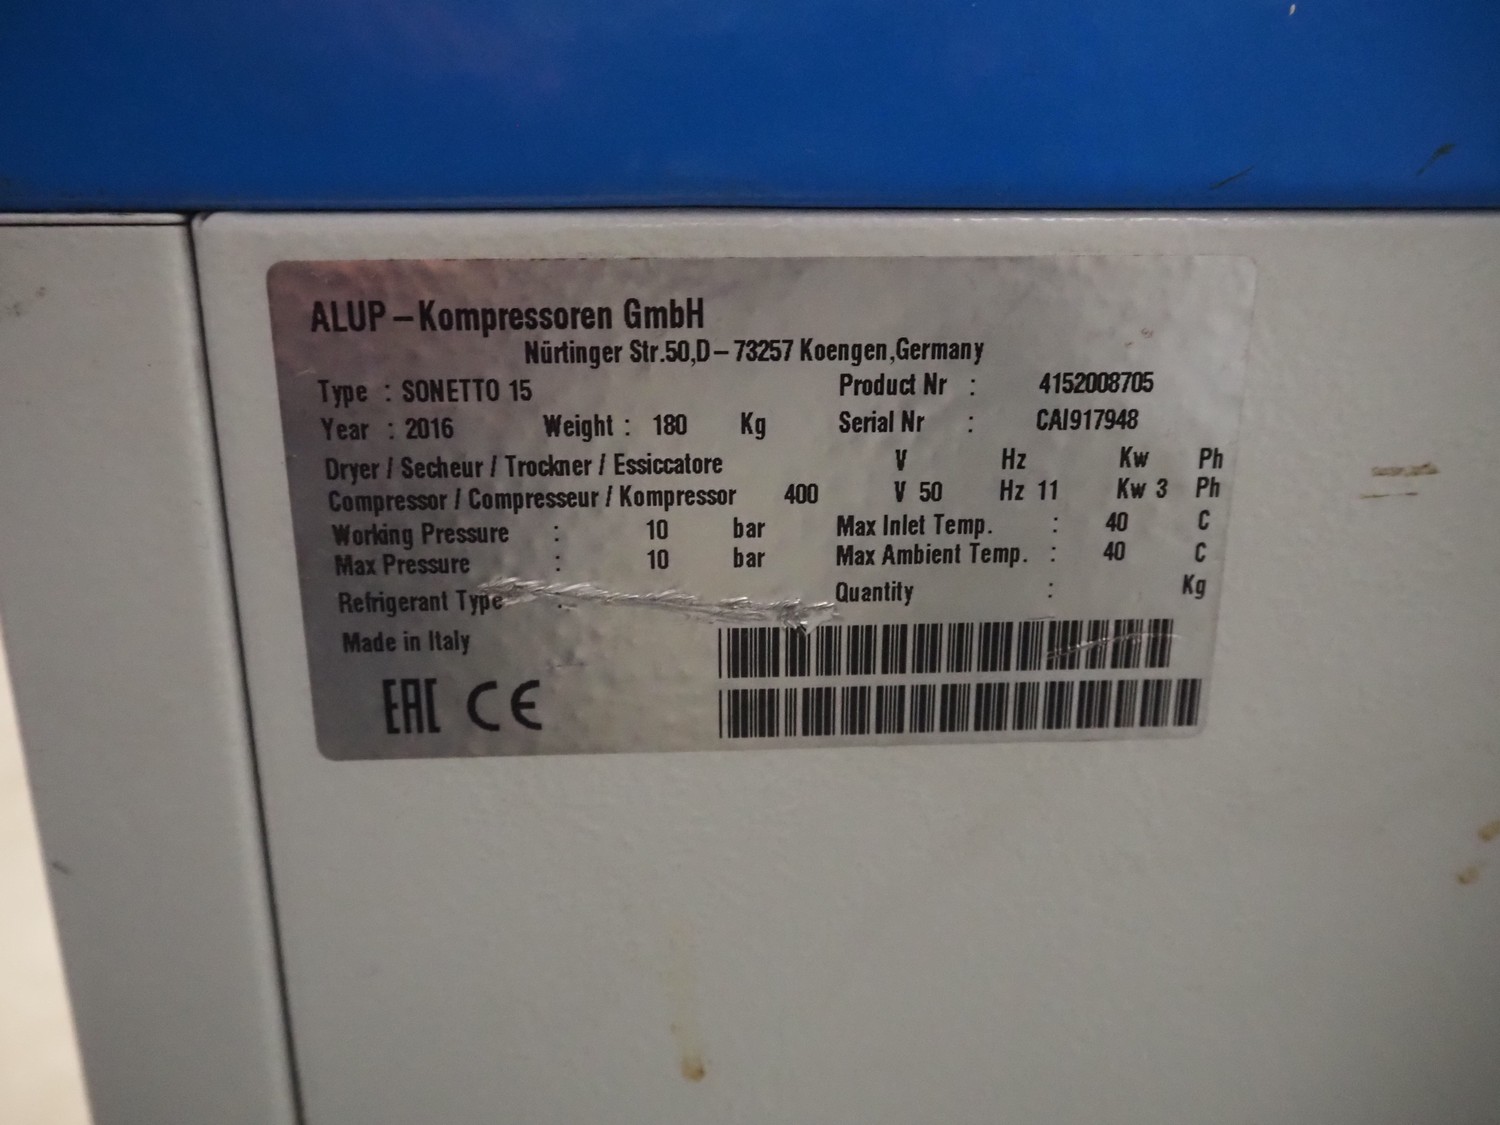 ALUP – Kompressoren GmbH
Nürtinger Str.50,D – 73257 Koengen,Germany
Type : SONETTO 15 Product Nr : 4152008705
Year : 2016 Weight : 180 Kg Serial Nr : CAI917948
Dryer / Secheur / Trockner / Essiccatore V Hz Kw Ph
Compressor / Compresseur / Kompressor 400 V 50 Hz 11 Kw 3 Ph
Working Pressure : 10 bar Max Inlet Temp. : 40 C
Max Pressure : 10 bar Max Ambient Temp. : 40 C
Refrigerant Type : Quantity : Kg
Made in Italy
EAC CE